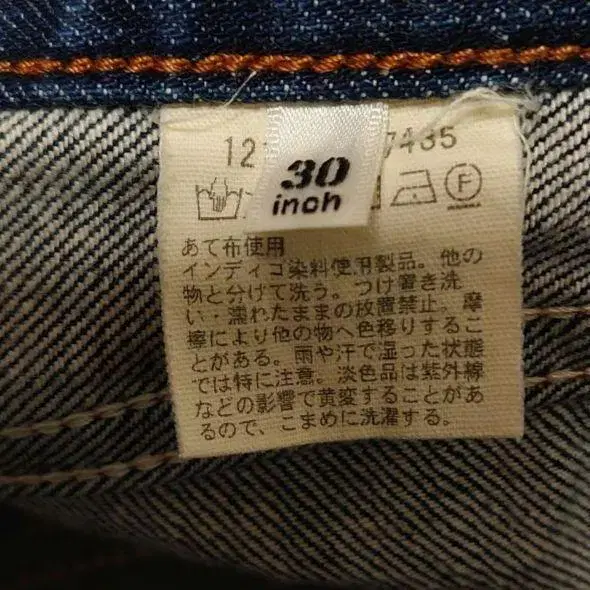 12 7435
30
inch
F
あて布使用
インディゴ染料使用製品。他の
物と分けて洗う。つけ置き洗
い・濡れたままの放置禁止。摩
擦により他の物へ色移りするこ
とがある。雨や汗で湿った状態
では特に注意。淡色品は紫外線
などの影響で黄変することがあ
るので、こまめに洗濯する。